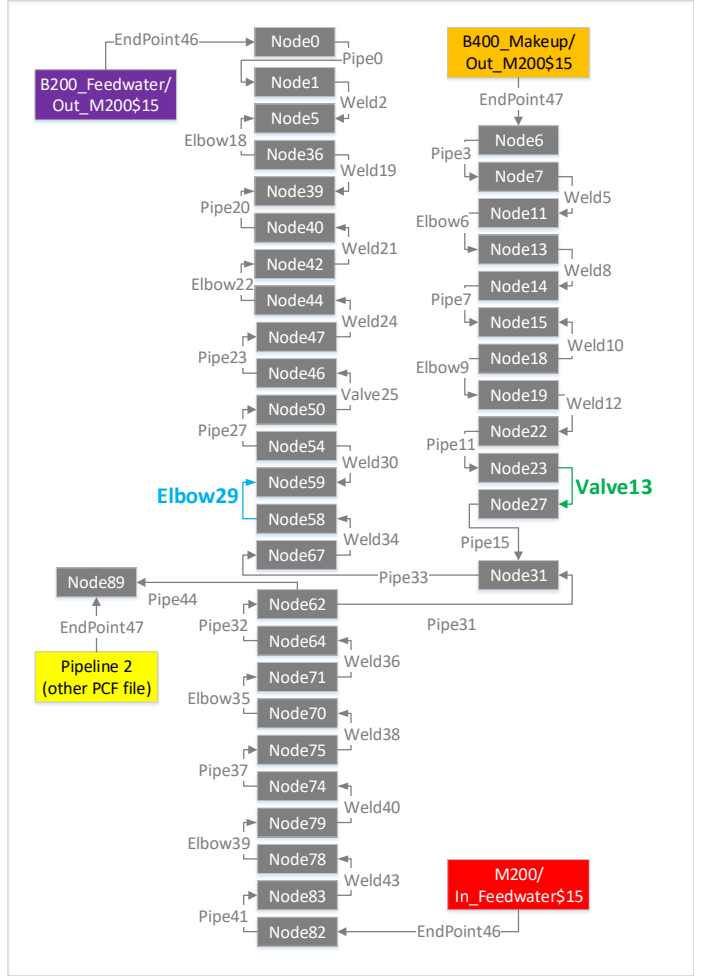 EndPoint46
Node0
B400_Makeup/
Out_M200$15
Pipe0
B200_Feedwater/
Out_M200$15
Node1
Weld2
EndPoint47
Node5
Elbow18
Node6
Pipe3
Node36
Weld19
Node7
Node39
Weld5
Pipe20
Node11
Node40
Elbow6
Weld21
Node13
Node42
Weld8
Elbow22
Node14
Node44
Pipe7
Weld24
Node15
Node47
Weld10
Pipe23
Node18
Node46
Elbow9
Valve25
Node19
Weld12
Node50
Node22
Pipe27
Pipe11
Node54
Weld30
Node23
Node59
Valve13
Elbow29
Node27
Node58
Weld34
Pipe15
Node67
Node31
Pipe33
Node89
Pipe44
Node62
EndPoint47
Pipe32
Pipe31
Node64
Weld36
Pipeline 2
(other PCF file)
Node71
Elbow35
Node70
Weld38
Node75
Pipe37
Node74
Weld40
Node79
Elbow39
Node78
Weld43
M200/
In_Feedwater$15
Node83
Pipe41
Node82
EndPoint46